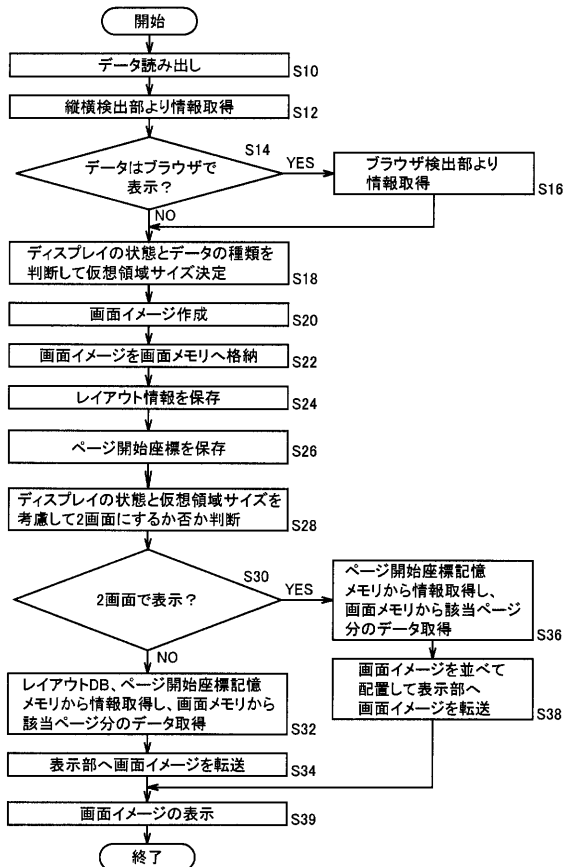 開始
データ読み出し
S10
縦横検出部より情報取得
S12
S14
データはブラウザで
表示？
YES
ブラウザ検出部より
情報取得
S16
NO
ディスプレイの状態とデータの種類を
判断して仮想領域サイズ決定
S18
画面イメージ作成
S20
画面イメージを画面メモリへ格納
S22
レイアウト情報を保存
S24
ページ開始座標を保存
S26
ディスプレイの状態と仮想領域サイズを
考慮して2画面にするか否か判断
S28
S30
2画面で表示？
YES
ページ開始座標記憶
メモリから情報取得し、
画面メモリから該当ページ
分のデータ取得
S36
NO
レイアウトDB、ページ開始座標記憶
メモリから情報取得し、画面メモリから
該当ページ分のデータ取得
S32
画面イメージを並べて
配置して表示部へ
画面イメージを転送
S38
表示部へ画面イメージを転送
S34
画面イメージの表示
S39
終了